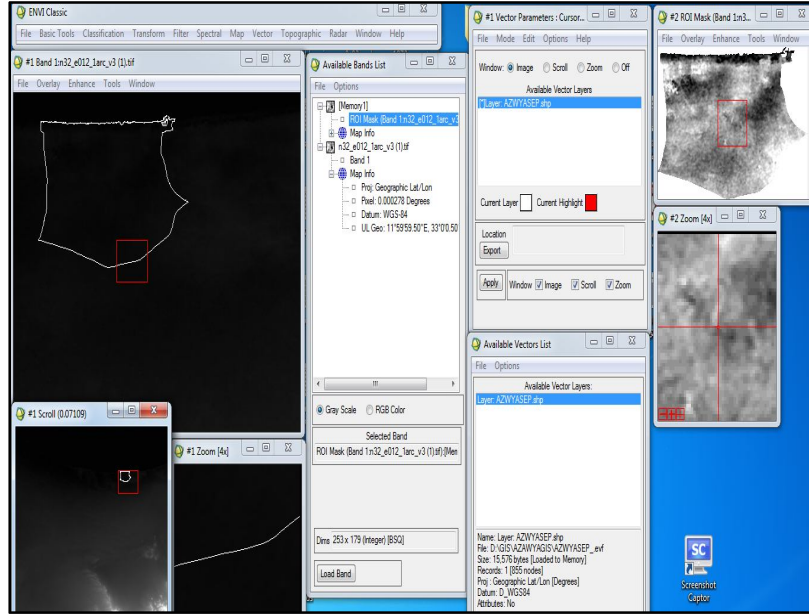 ENVI Classic
File Basic Tools Classification Transform Filter Spectral Map Vector Topographic Radar Window Help
#1 Band 1:n32_e012_1arc_v3 (1).tif
File Overlay Enhance Tools Window
#1 Scroll (0.07109)
#1 Zoom [4x]
Available Bands List
File Options
[Memory1]
ROI Mask (Band 1:n32_e012_1arc_v3
Map Info
n32_e012_1arc_v3 (1).tif
Band 1
Map Info
Proj: Geographic Lat/Lon
Pixel: 0.000278 Degrees
Datum: WGS-84
UL Geo: 11°59'59.50"E, 33°0'0.50"
Gray Scale RGB Color
Selected Band
ROI Mask (Band 1:n32_e012_1arc_v3 (1).tif):[Mem
Dims 253 x 179 (Integer) [BSQ]
Load Band
#1 Vector Parameters : Cursor...
File Mode Edit Options Help
Window: Image Scroll Zoom Off
Available Vector Layers
[*]Layer: AZWYASEP.shp
Current Layer Current Highlight
Location
Export
Apply Window Image Scroll Zoom
Available Vectors List
File Options
Available Vector Layers:
Layer: AZWYASEP.shp
Name: Layer: AZWYASEP.shp
File: D:\GIS\AZAWYAGIS\AZWYASEP_.evf
Size: 15,576 bytes [Loaded to Memory]
Records: 1 [855 nodes]
Proj : Geographic Lat/Lon [Degrees]
Datum: D_WGS84
Attributes: No
#2 ROI Mask (Band 1:n3...
File Overlay Enhance Tools Window
#2 Zoom [4x]
SC
Screenshot
Captor